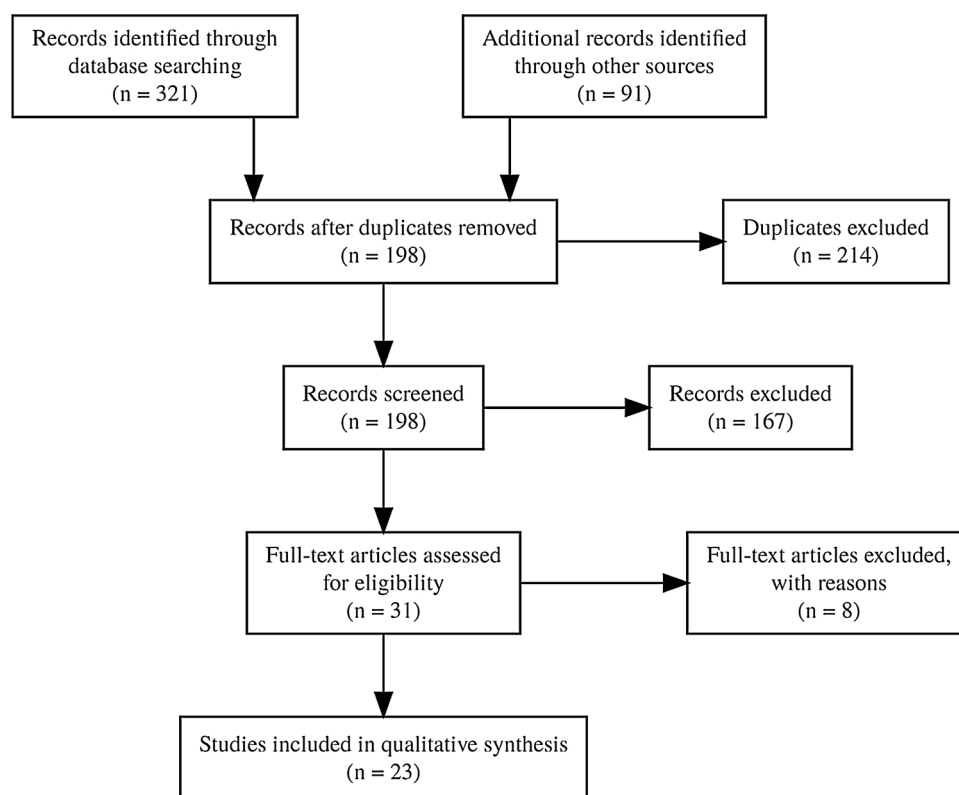 Records identified through
database searching
(n = 321)
Additional records identified
through other sources
(n = 91)
Records after duplicates removed
(n = 198)
Duplicates excluded
(n = 214)
Records screened
(n = 198)
Records excluded
(n = 167)
Full-text articles assessed
for eligibility
(n = 31)
Full-text articles excluded,
with reasons
(n = 8)
Studies included in qualitative synthesis
(n = 23)